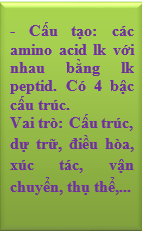 - Cấu tạo: các
amino acid lk với
nhau bằng lk
peptid. Có 4 bậc
cấu trúc.
Vai trò: Cấu trúc,
dự trữ, điều hòa,
xúc tác, vận
chuyển, thụ thể,...